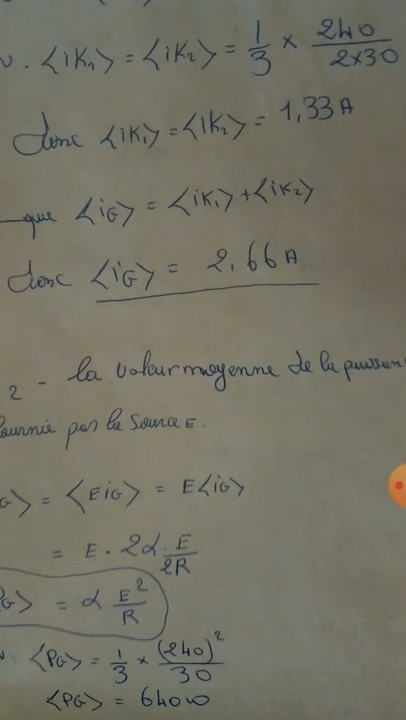 . <iK₁> = <iK₂> = 1/3 × 240/2×30
donc <iK₁> = <iK₂> = 1,33 A
que <iG> = <iK₁> + <iK₂>
donc <iG> = 2,66 A
2 - la valeur moyenne de la
fournie par la source E.
> = <EiG> = E<iG>
= E · 2α · E/2R
> = α E²/R
<PG> = 1/3 × (240)²/30
<PG> = 640 W